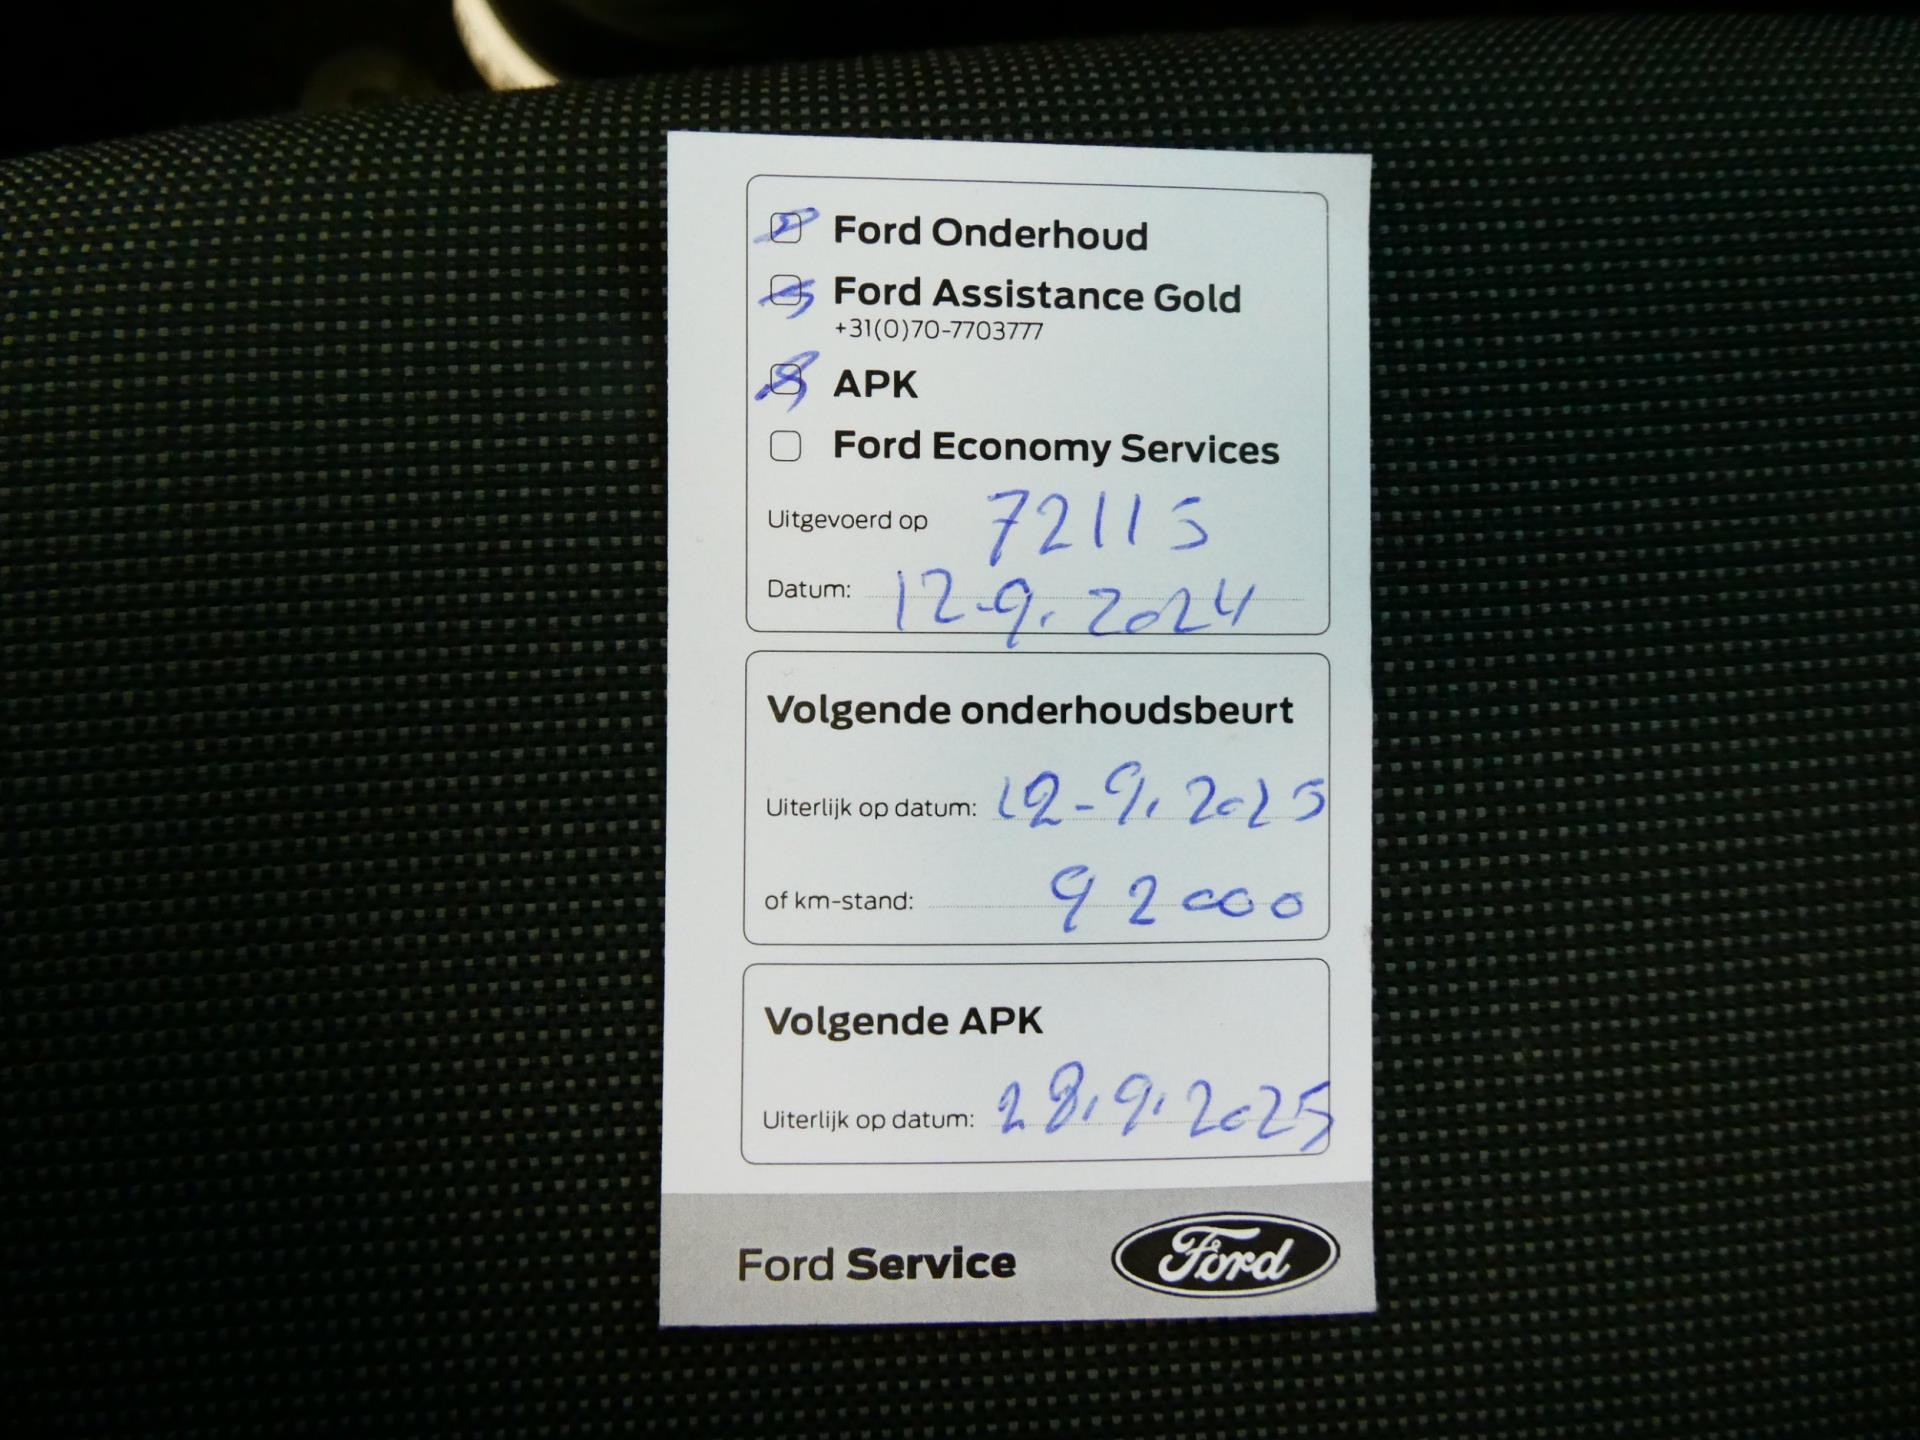 Ford Onderhoud
Ford Assistance Gold
+31(0)70-7703777
APK
Ford Economy Services
Uitgevoerd op 72115
Datum: 12-9. 2024
Volgende onderhoudsbeurt
Uiterlijk op datum: 12-9. 2025
of km-stand: 92000
Volgende APK
Uiterlijk op datum: 28.9.2025
Ford Service Ford